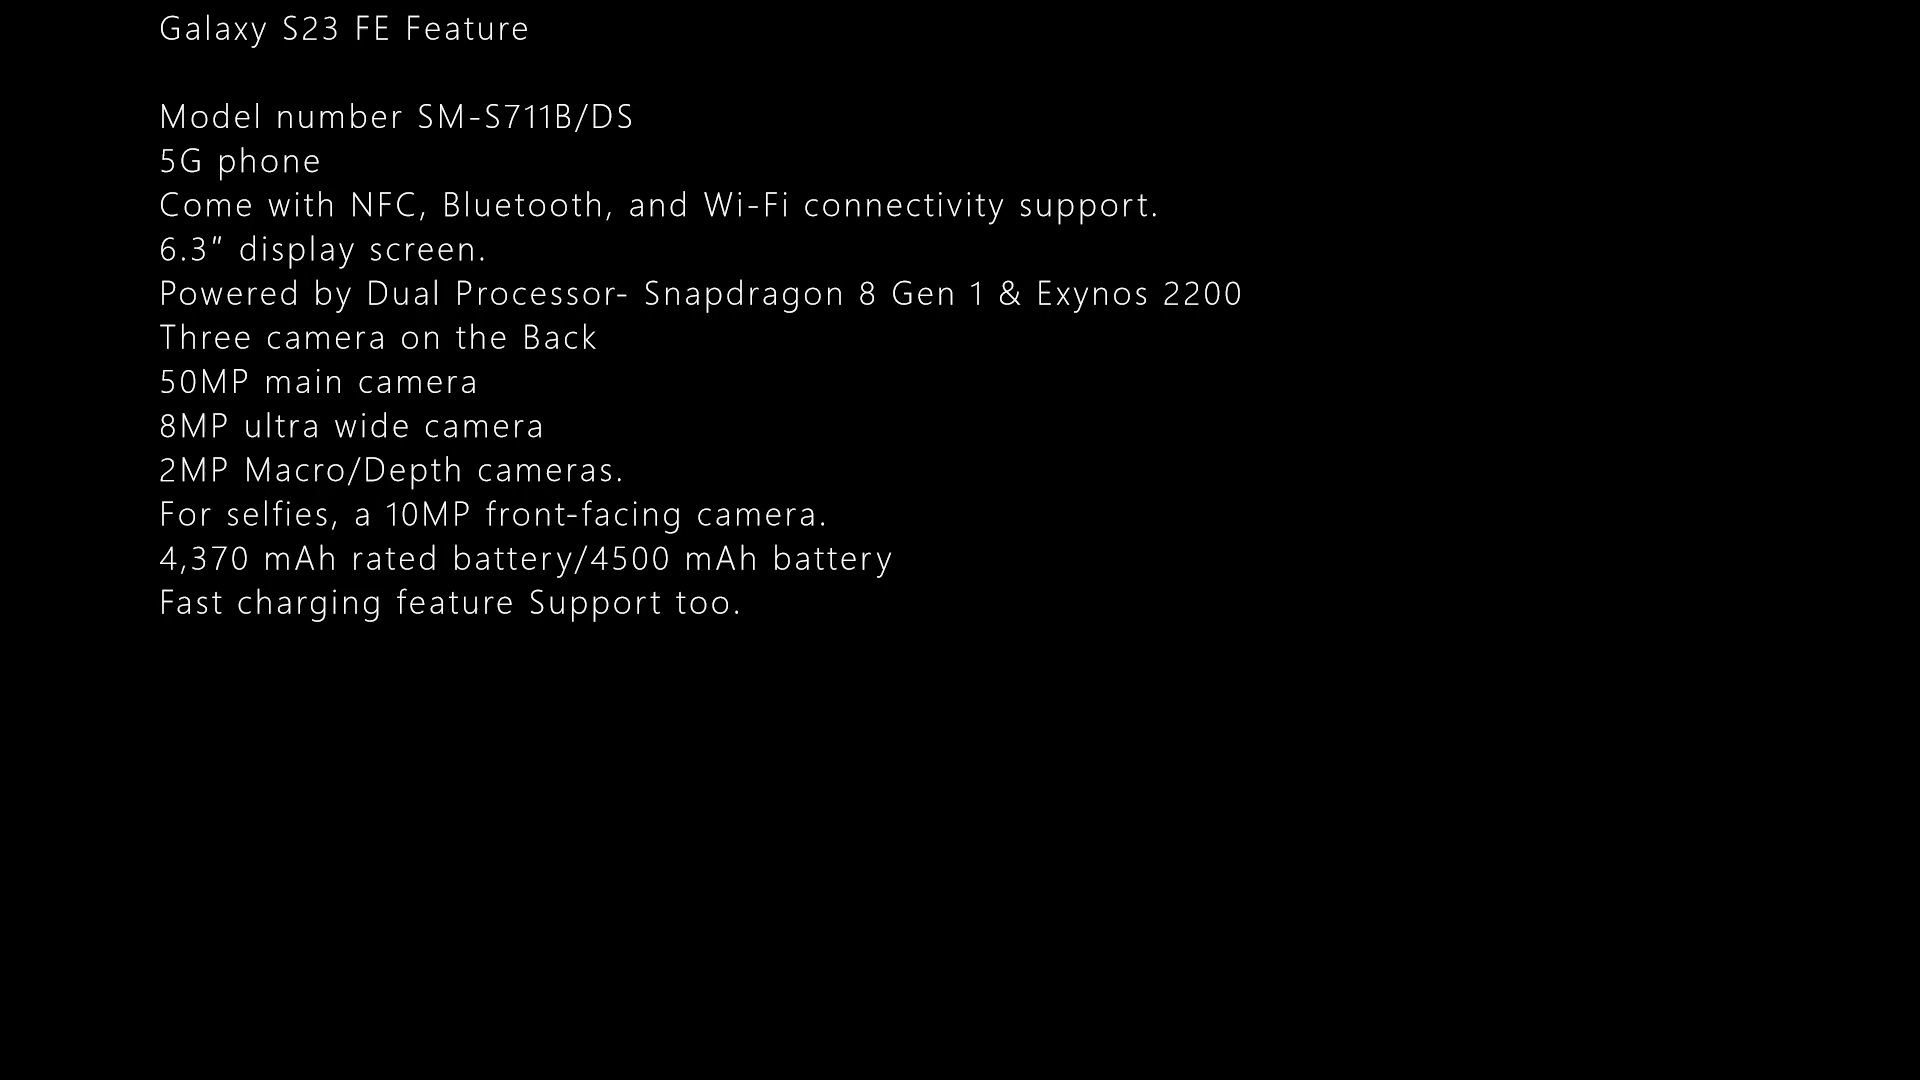 Galaxy S23 FE Feature
Model number SM-S711B/DS
5G phone
Come with NFC, Bluetooth, and Wi-Fi connectivity support.
6.3″ display screen.
Powered by Dual Processor- Snapdragon 8 Gen 1 & Exynos 2200
Three camera on the Back
50MP main camera
8MP ultra wide camera
2MP Macro/Depth cameras.
For selfies, a 10MP front-facing camera.
4,370 mAh rated battery/4500 mAh battery
Fast charging feature Support too.